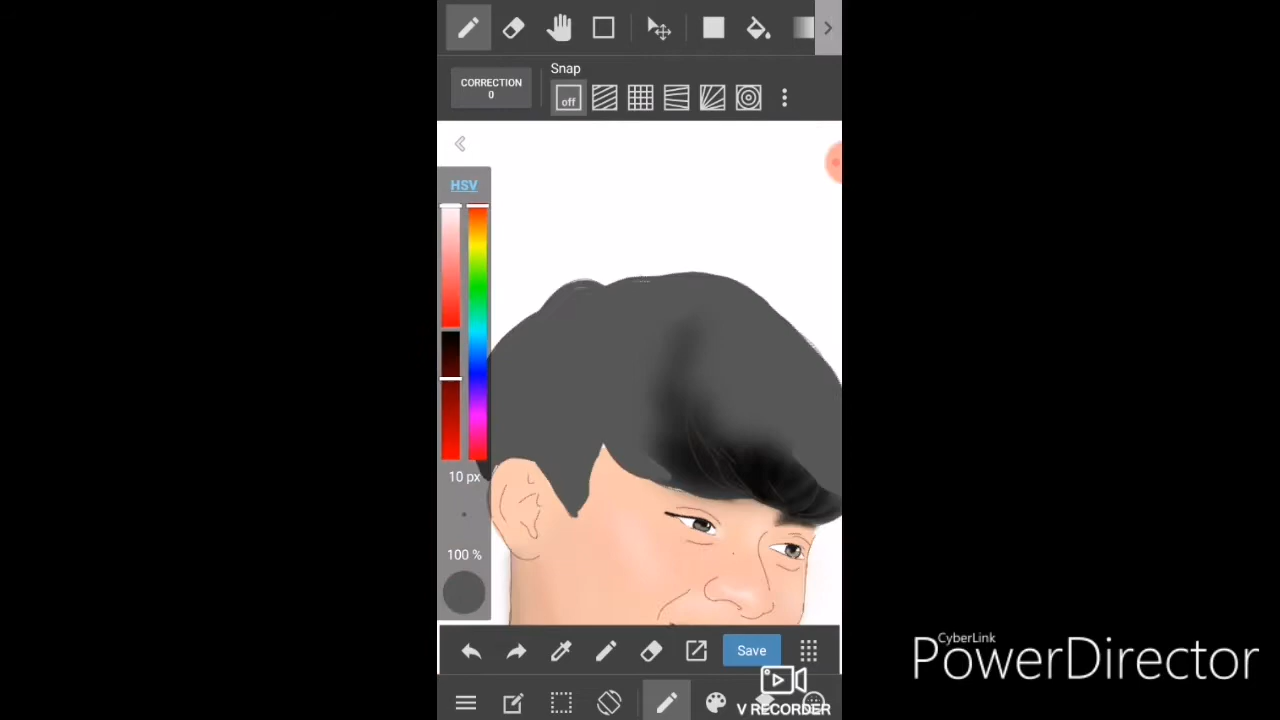 CORRECTION
0
Snap
off
HSV
10 px
100 %
Save
V RECORDER
CyberLink
PowerDirector